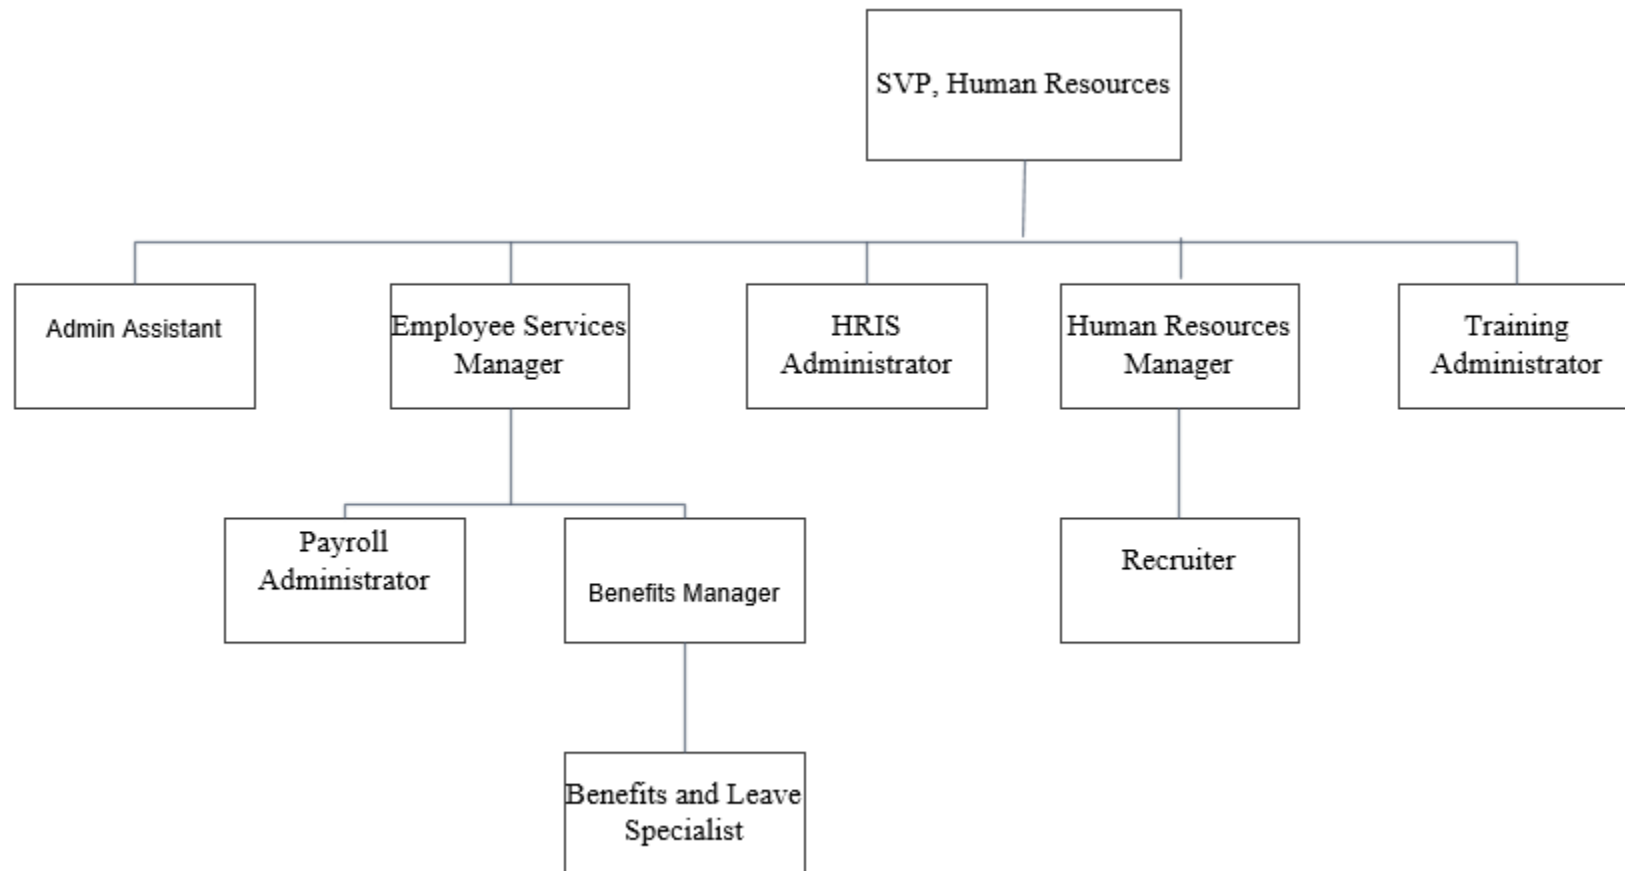 SVP, Human Resources
Admin Assistant
Employee Services
Manager
HRIS
Administrator
Human Resources
Manager
Training
Administrator
Payroll
Administrator
Benefits Manager
Recruiter
Benefits and Leave
Specialist